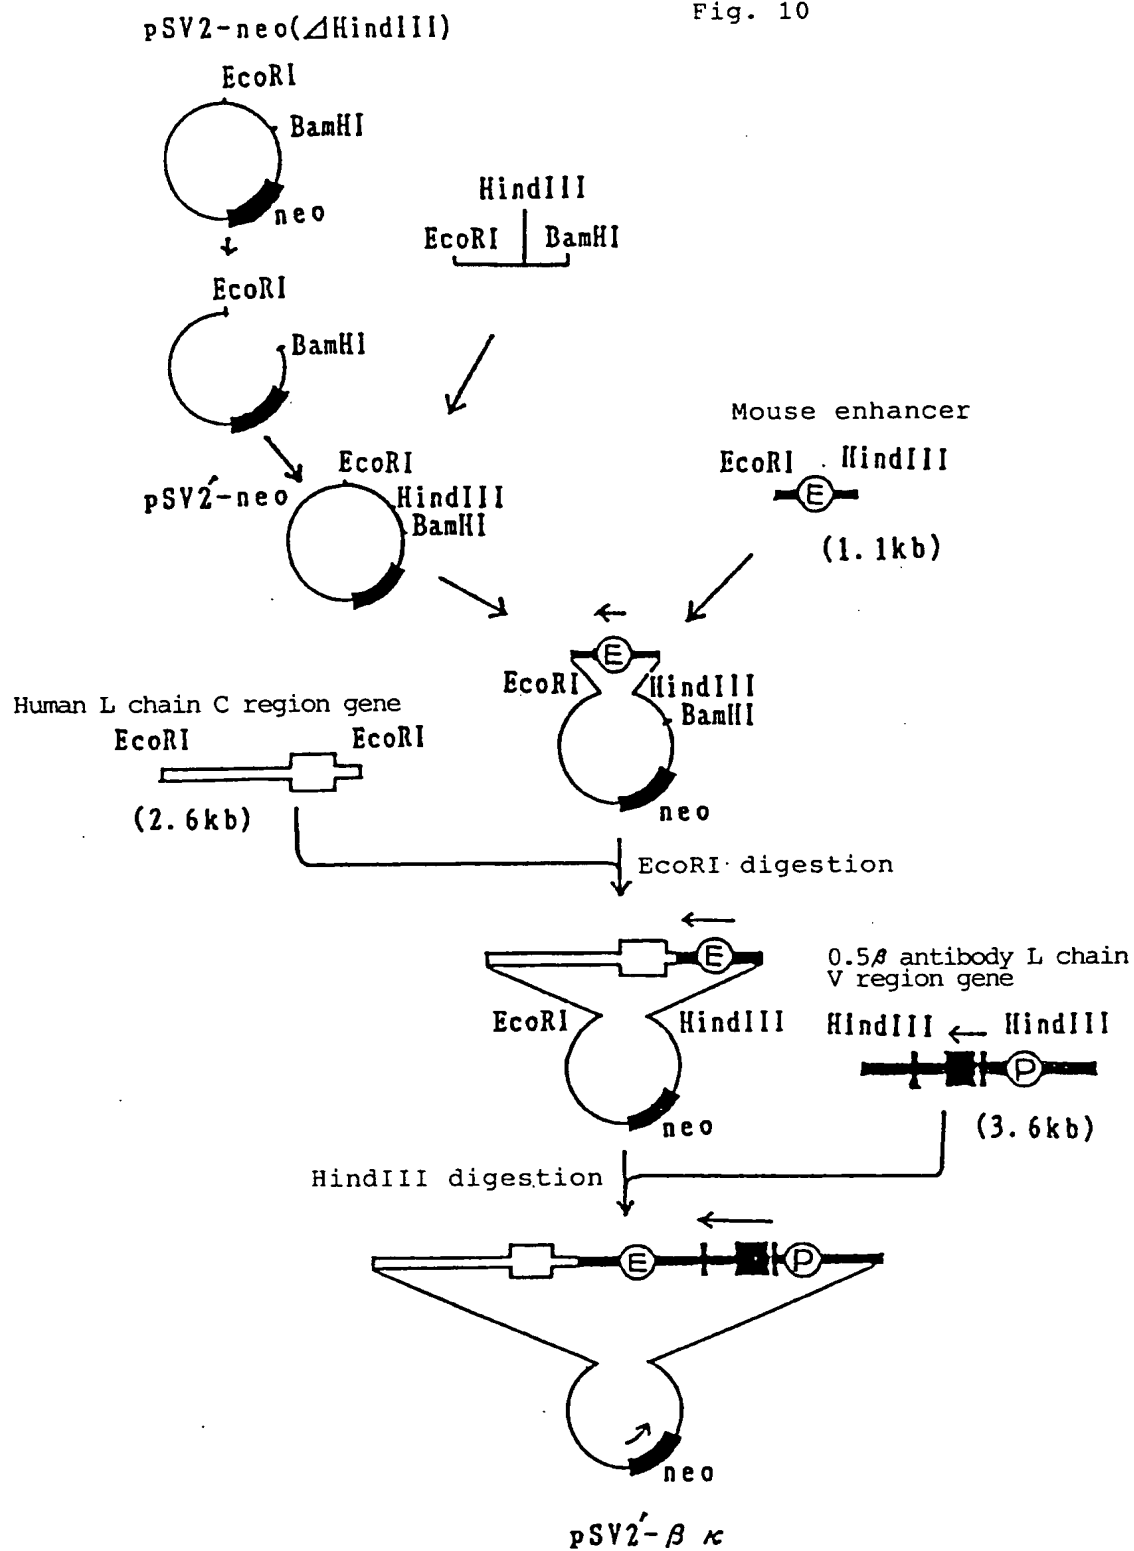 Fig. 10
pSV2-neo(⊿HindIII)
EcoRI
BamHI
neo
HindIII
EcoRI
BamHI
EcoRI
BamHI
Mouse enhancer
EcoRI
HindIII
E
(1.1kb)
EcoRI
pSV2'-neo
HindIII
BamHI
E
EcoRI
HindIII
BamHI
neo
Human L chain C region gene
EcoRI
EcoRI
(2.6kb)
EcoRI digestion
E
EcoRI
HindIII
neo
0.5β antibody L chain
V region gene
HindIII
HindIII
P
(3.6kb)
HindIII digestion
E
P
neo
pSV2'-β κ